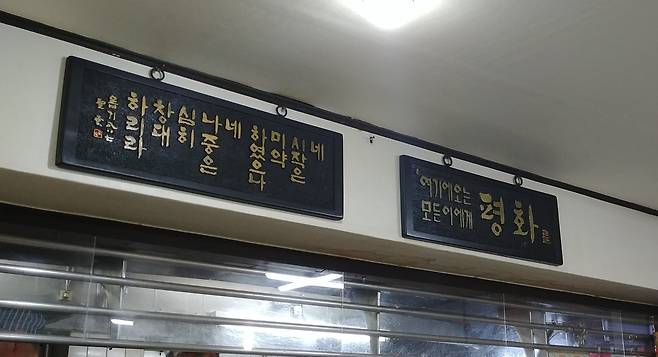 네
시작은
미약
하였으나
네
나중은
심히
창대
하리라
여기에 오는
모든이에게
평화